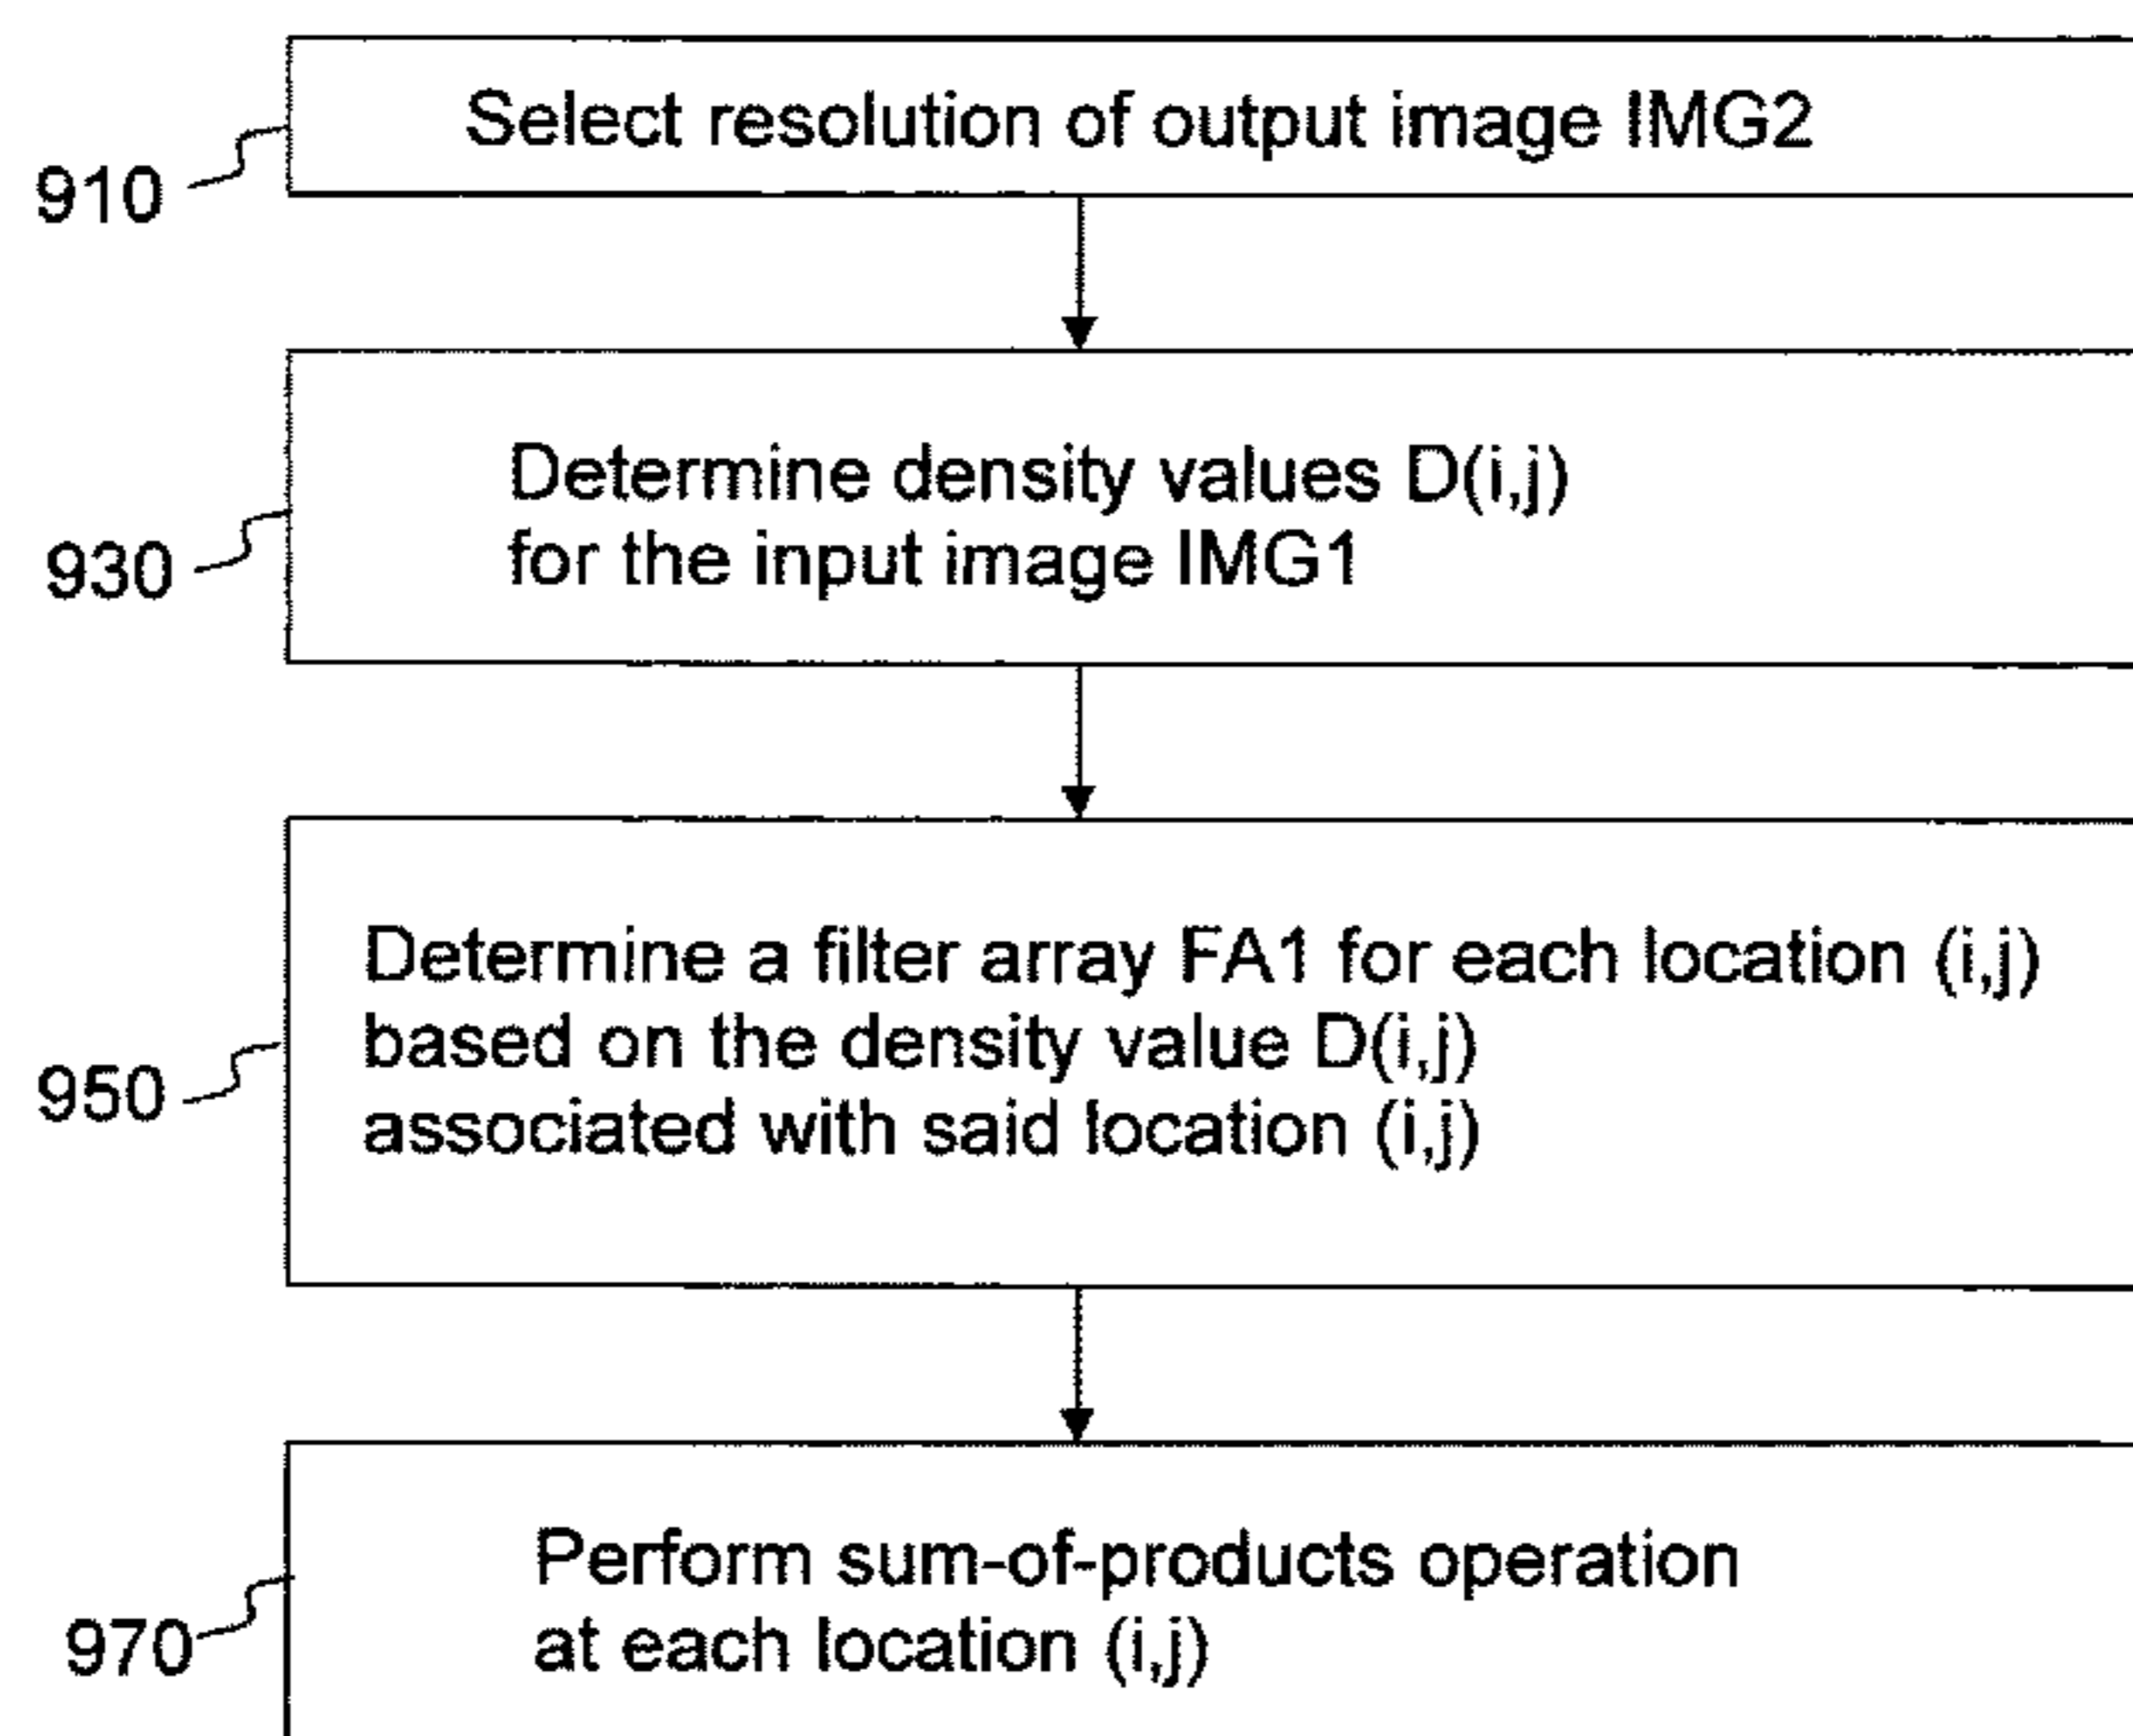 Select resolution of output image IMG2
910
Determine density values D(i,j)
for the input image IMG1
930
Determine a filter array FA1 for each location (i,j)
based on the density value D(i,j)
associated with said location (i,j)
950
Perform sum-of-products operation
at each location (i,j)
970